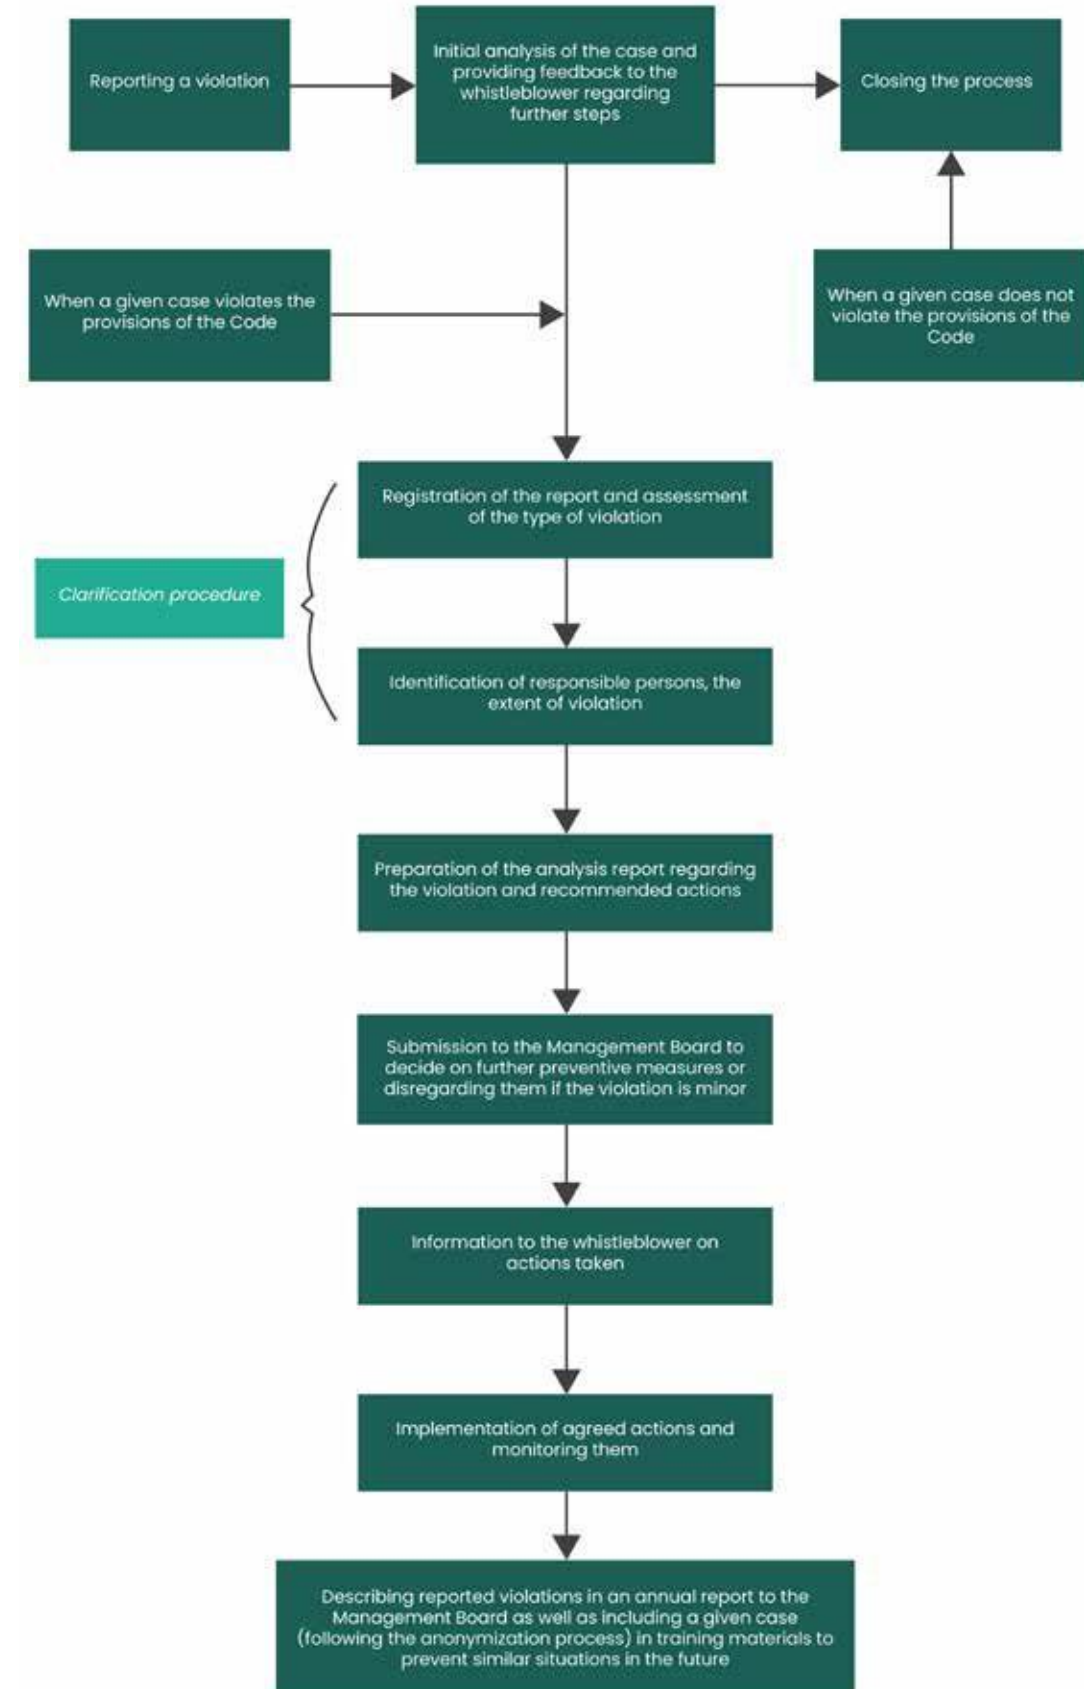 Reporting a violation
Initial analysis of the case and
providing feedback to the
whistleblower regarding
further steps
Closing the process
When a given case violates the
provisions of the Code
When a given case does not
violate the provisions of the
Code
Registration of the report and assessment
of the type of violation
Clarification procedure
Identification of responsible persons, the
extent of violation
Preparation of the analysis report regarding
the violation and recommended actions
Submission to the Management Board to
decide on further preventive measures or
disregarding them if the violation is minor
Information to the whistleblower on
actions taken
Implementation of agreed actions and
monitoring them
Describing reported violations in an annual report to the
Management Board as well as including a given case
(following the anonymization process) in training materials to
prevent similar situations in the future